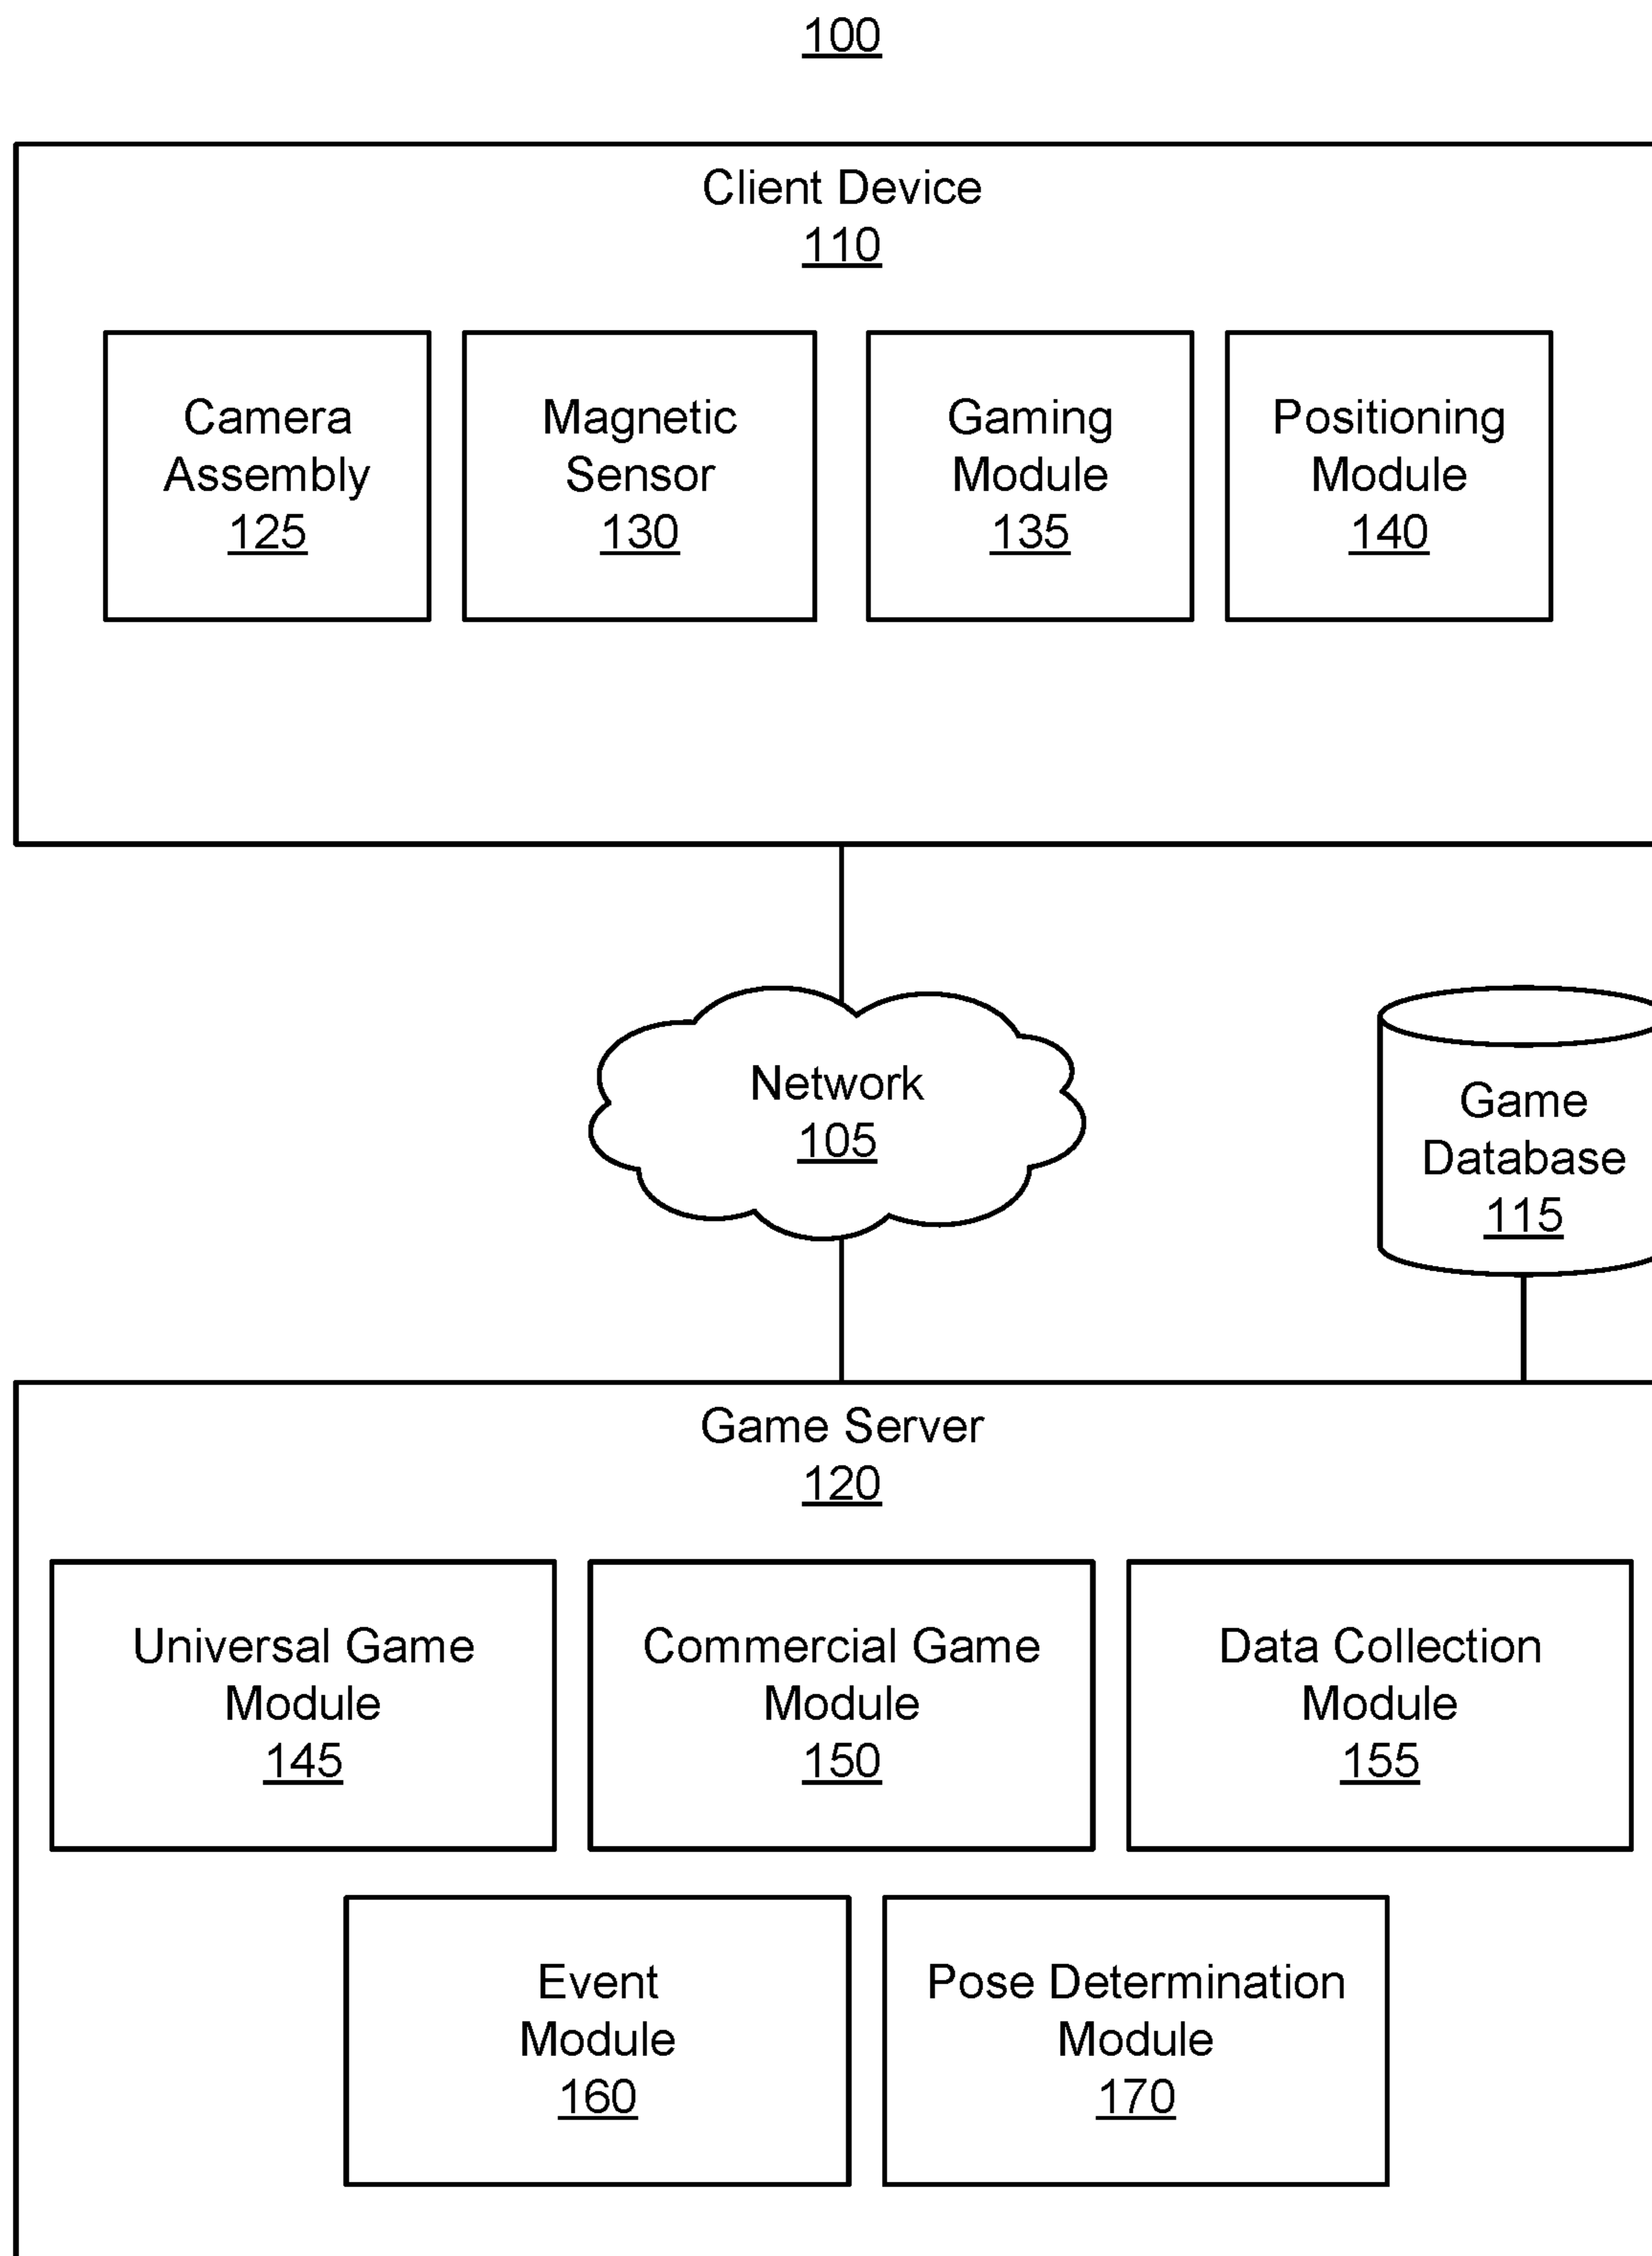 100
Client Device
110
Camera
Assembly
125
Magnetic
Sensor
130
Gaming
Module
135
Positioning
Module
140
Network
105
Game
Database
115
Game Server
120
Universal Game
Module
145
Commercial Game
Module
150
Data Collection
Module
155
Event
Module
160
Pose Determination
Module
170